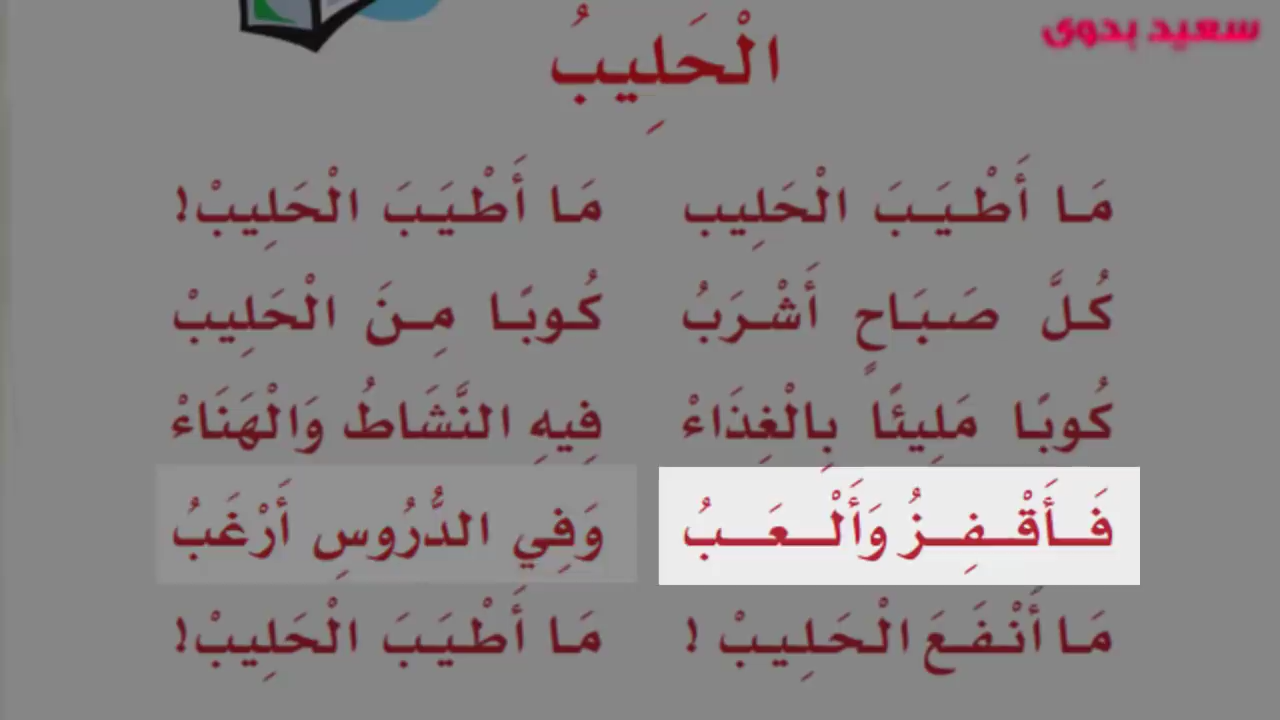 سعيد بدوى
الْحَلِيبُ
مَا أَطْيَبَ الْحَلِيب مَا أَطْيَبَ الْحَلِيبْ!
كُلَّ صَبَاحٍ أَشْرَبُ كُوبًا مِنَ الْحَلِيبْ
كُوبًا مَلِيئًا بِالْغِذَاءْ فِيهِ النَّشَاطُ وَالْهَنَاءْ
فَأَقْفِزُ وَأَلْعَبُ وَفِي الدُّرُوسِ أَرْغَبُ
مَا أَنْفَعَ الْحَلِيبْ ! مَا أَطْيَبَ الْحَلِيبْ!